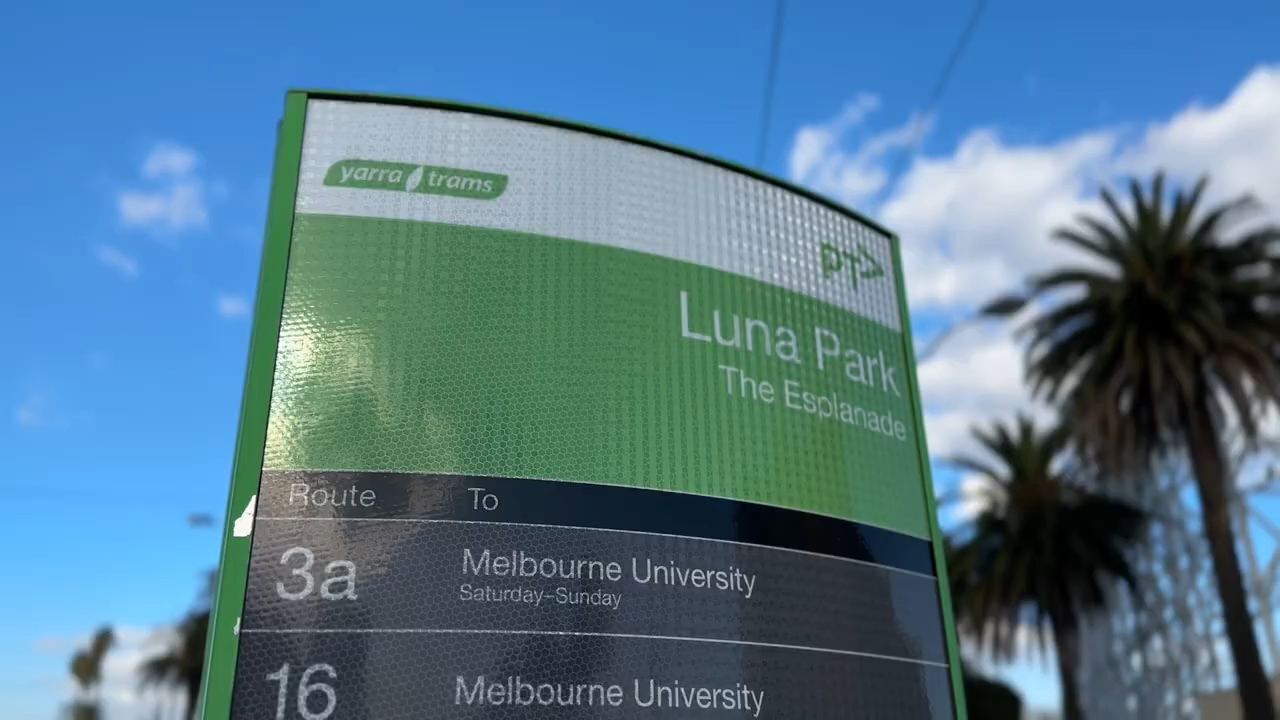 yarra trams
PT>
Luna Park
The Esplanade
Route To
3a Melbourne University
Saturday–Sunday
16 Melbourne University